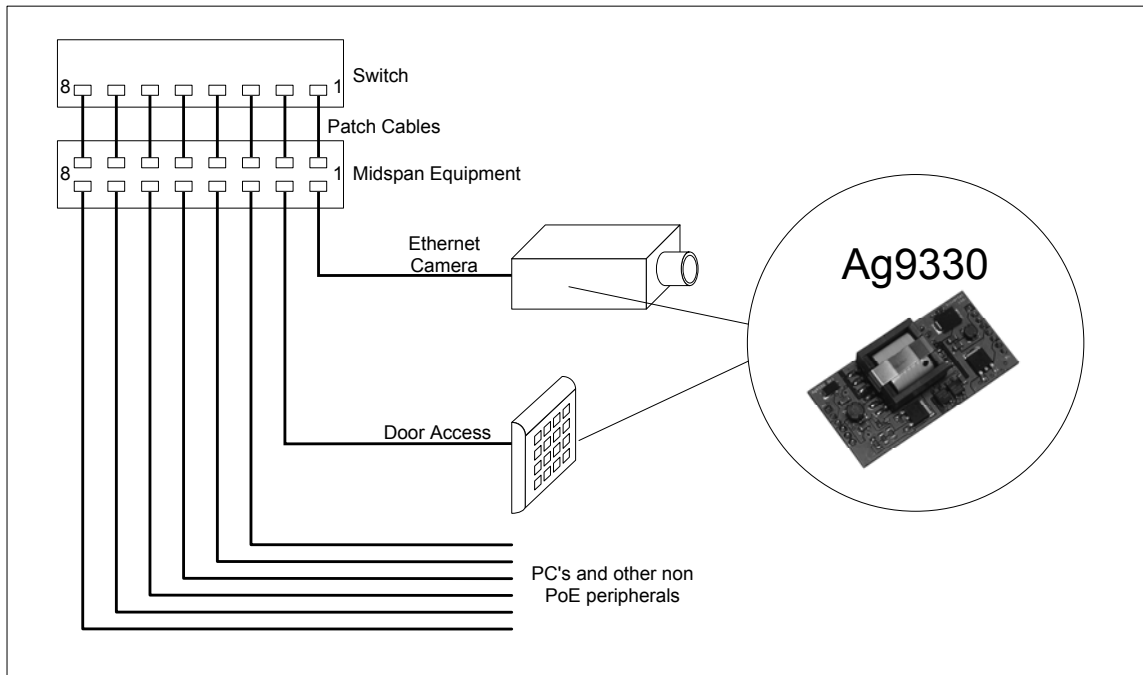 8
1
Switch
Patch Cables
8
1
Midspan Equipment
Ethernet
Camera
Ag9330
Door Access
PC's and other non
PoE peripherals